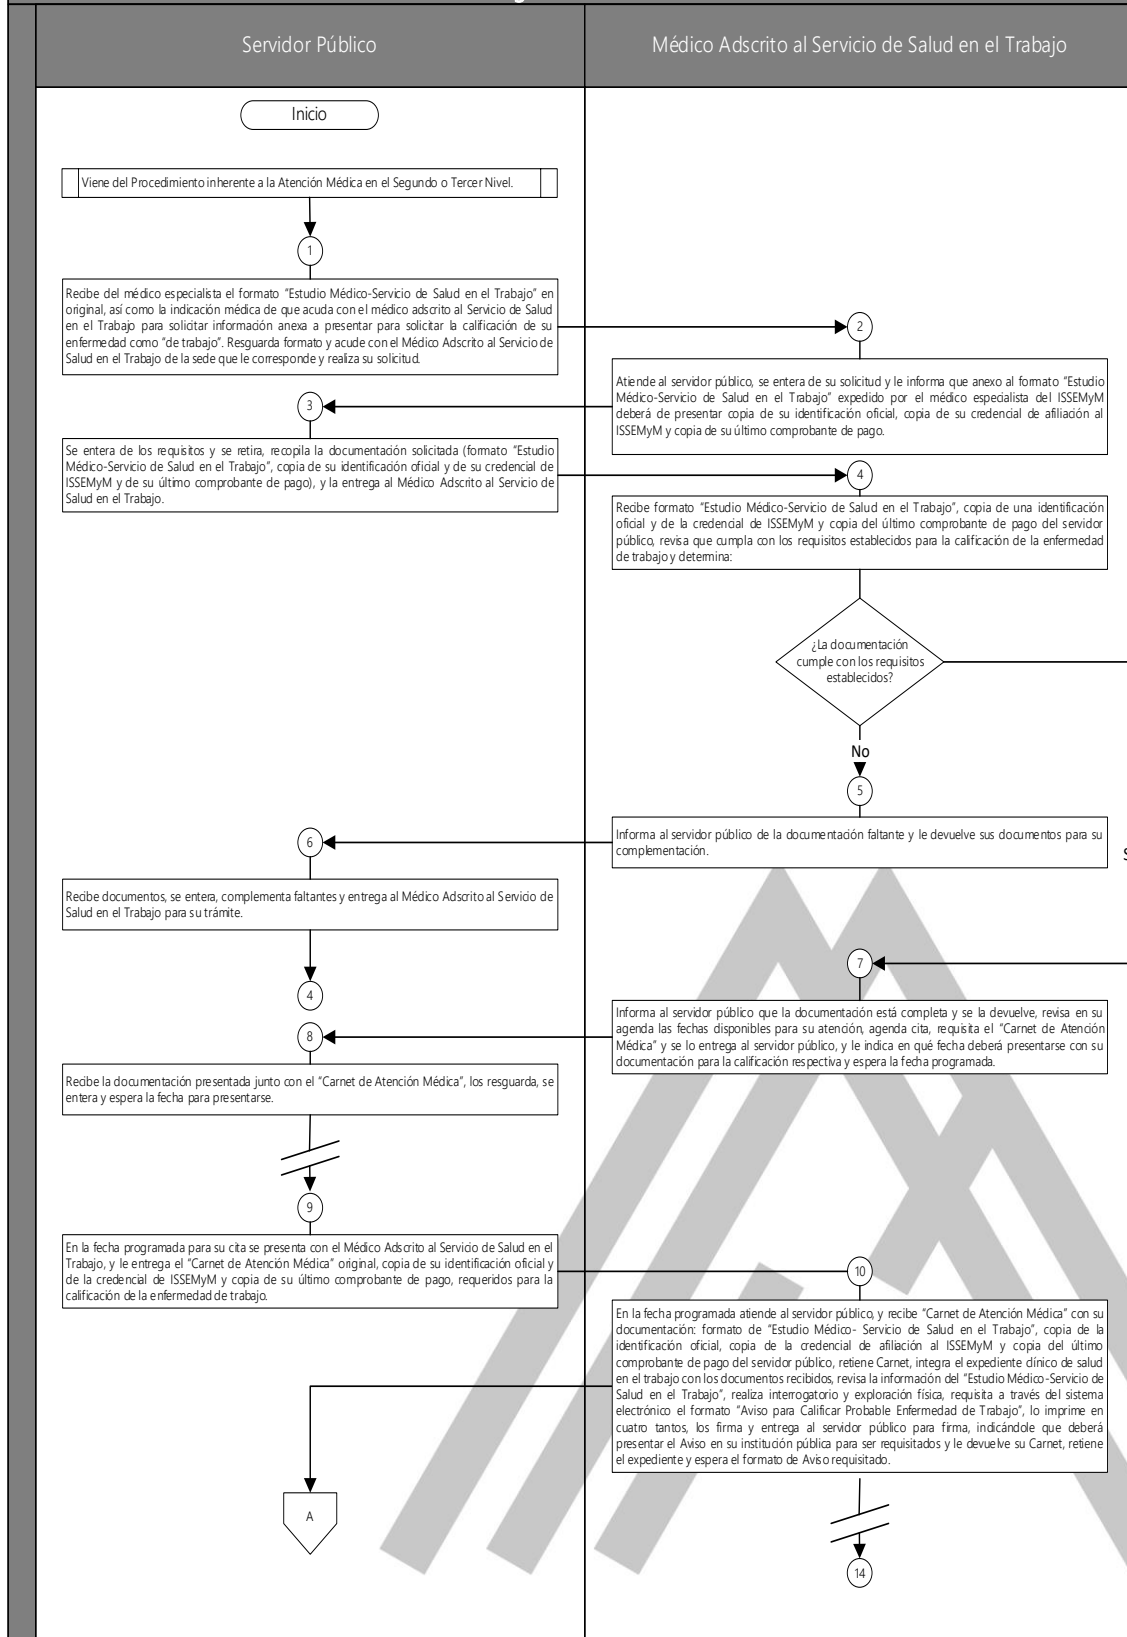 Servidor Público
Médico Adscrito al Servicio de Salud en el Trabajo
Inicio
Viene del Procedimiento inherente a la Atención Médica en el Segundo o Tercer Nivel.
1
Recibe del médico especialista el formato “Estudio Médico-Servicio de Salud en el Trabajo” en
original, así como la indicación médica de que acuda con el médico adscrito al Servicio de Salud
en el Trabajo para solicitar información anexa a presentar para solicitar la calificación de su
enfermedad como “de trabajo”. Resguarda formato y acude con el Médico Adscrito al Servicio de
Salud en el Trabajo de la sede que le corresponde y realiza su solicitud.
2
Atiende al servidor público, se entera de su solicitud y le informa que anexo al formato “Estudio
Médico-Servicio de Salud en el Trabajo” expedido por el médico especialista del ISSEMyM
deberá de presentar copia de su identificación oficial, copia de su credencial de afiliación al
ISSEMyM y copia de su último comprobante de pago.
3
Se entera de los requisitos y se retira, recopila la documentación solicitada (formato “Estudio
Médico-Servicio de Salud en el Trabajo”, copia de su identificación oficial y de su credencial de
ISSEMyM y de su último comprobante de pago), y la entrega al Médico Adscrito al Servicio de
Salud en el Trabajo.
4
Recibe formato “Estudio Médico-Servicio de Salud en el Trabajo”, copia de una identificación
oficial y de la credencial de ISSEMyM y copia del último comprobante de pago del servidor
público, revisa que cumpla con los requisitos establecidos para la calificación de la enfermedad
de trabajo y determina:
¿La documentación
cumple con los requisitos
establecidos?
No
5
Informa al servidor público de la documentación faltante y le devuelve sus documentos para su
complementación.
6
Recibe documentos, se entera, complementa faltantes y entrega al Médico Adscrito al Servicio de
Salud en el Trabajo para su trámite.
4
7
Informa al servidor público que la documentación está completa y se la devuelve, revisa en su
agenda las fechas disponibles para su atención, agenda cita, requisita el “Carnet de Atención
Médica” y se lo entrega al servidor público, y le indica en qué fecha deberá presentarse con su
documentación para la calificación respectiva y espera la fecha programada.
8
Recibe la documentación presentada junto con el “Carnet de Atención Médica”, los resguarda, se
entera y espera la fecha para presentarse.
9
En la fecha programada para su cita se presenta con el Médico Adscrito al Servicio de Salud en el
Trabajo, y le entrega el “Carnet de Atención Médica” original, copia de su identificación oficial y
de la credencial de ISSEMyM y copia de su último comprobante de pago, requeridos para la
calificación de la enfermedad de trabajo.
10
En la fecha programada atiende al servidor público, y recibe “Carnet de Atención Médica” con su
documentación: formato de “Estudio Médico- Servicio de Salud en el Trabajo”, copia de la
identificación oficial, copia de la credencial de afiliación al ISSEMyM y copia del último
comprobante de pago del servidor público, retiene Carnet, integra el expediente clínico de salud
en el trabajo con los documentos recibidos, revisa la información del “Estudio Médico-Servicio de
Salud en el Trabajo”, realiza interrogatorio y exploración física, requisita a través del sistema
electrónico el formato “Aviso para Calificar Probable Enfermedad de Trabajo”, lo imprime en
cuatro tantos, los firma y entrega al servidor público para firma, indicándole que deberá
presentar el Aviso en su institución pública para ser requisitados y le devuelve su Carnet, retiene
el expediente y espera el formato de Aviso requisitado.
A
14